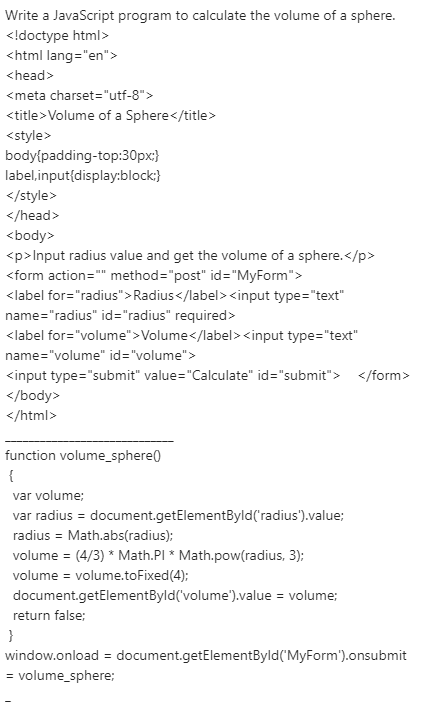 Write a JavaScript program to calculate the volume of a sphere.
<!doctype html>
<html lang="en">
<head>
<meta charset="utf-8">
<title>Volume of a Sphere</title>
<style>
body{padding-top:30px;}
label,input{display:block;}
</style>
</head>
<body>
<p>Input radius value and get the volume of a sphere.</p>
<form action="" method="post" id="MyForm">
<label for="radius">Radius</label><input type="text"
name="radius" id="radius" required>
<label for="volume">Volume</label><input type="text"
name="volume" id="volume">
<input type="submit" value="Calculate" id="submit">    </form>
</body>
</html>
____________________________
function volume_sphere()
 {
  var volume;
  var radius = document.getElementById('radius').value;
  radius = Math.abs(radius);
  volume = (4/3) * Math.PI * Math.pow(radius, 3);
  volume = volume.toFixed(4);
  document.getElementById('volume').value = volume;
  return false;
 }
window.onload = document.getElementById('MyForm').onsubmit
= volume_sphere;
_